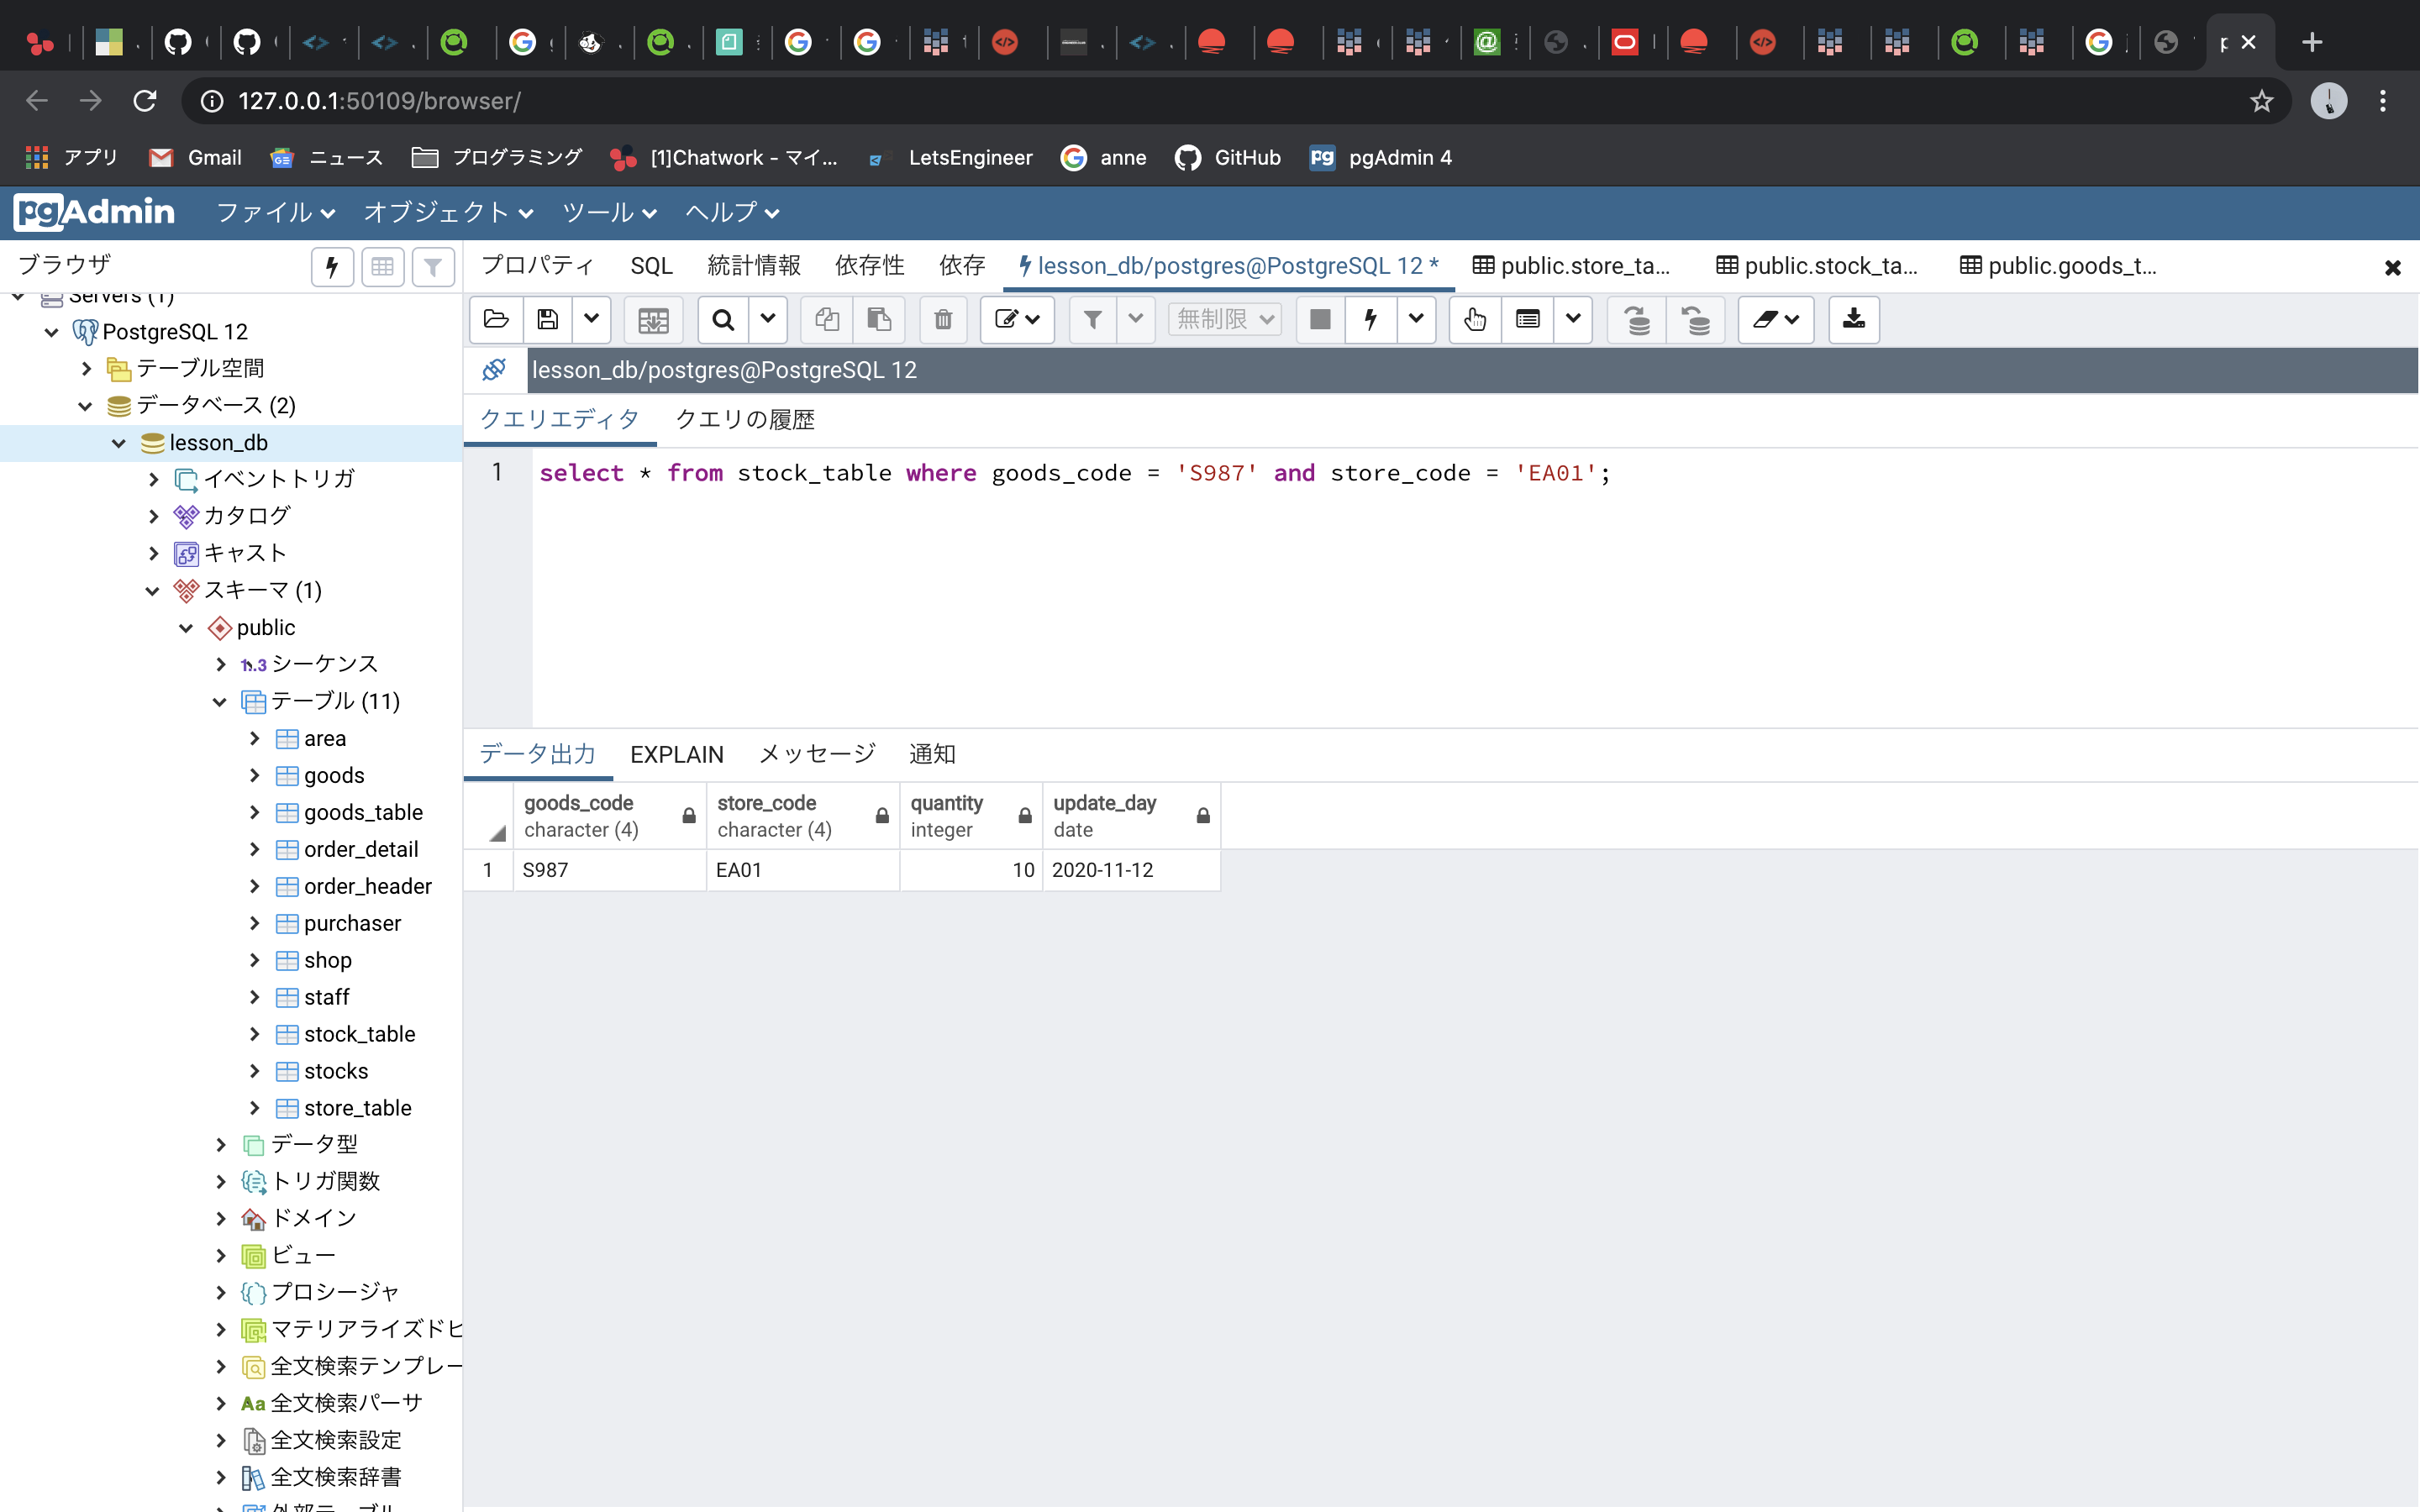 127.0.0.1:50109/browser/
アプリ Gmail ニュース プログラミング [1]Chatwork - マイ... LetsEngineer anne GitHub pgAdmin 4
pgAdmin ファイル オブジェクト ツール ヘルプ
ブラウザ
プロパティ SQL 統計情報 依存性 依存 lesson_db/postgres@PostgreSQL 12 * public.store_ta... public.stock_ta... public.goods_t...
Servers (1)
PostgreSQL 12
テーブル空間
データベース (2)
lesson_db
イベントトリガ
カタログ
キャスト
スキーマ (1)
public
1..3 シーケンス
テーブル (11)
area
goods
goods_table
order_detail
order_header
purchaser
shop
staff
stock_table
stocks
store_table
データ型
トリガ関数
ドメイン
ビュー
プロシージャ
マテリアライズドビ
全文検索テンプレー
Aa 全文検索パーサ
全文検索設定
全文検索辞書
外部テーブル
無制限
lesson_db/postgres@PostgreSQL 12
クエリエディタ クエリの履歴
1 select * from stock_table where goods_code = 'S987' and store_code = 'EA01';
データ出力 EXPLAIN メッセージ 通知
goods_code store_code quantity update_day
character (4) character (4) integer date
1 S987 EA01 10 2020-11-12